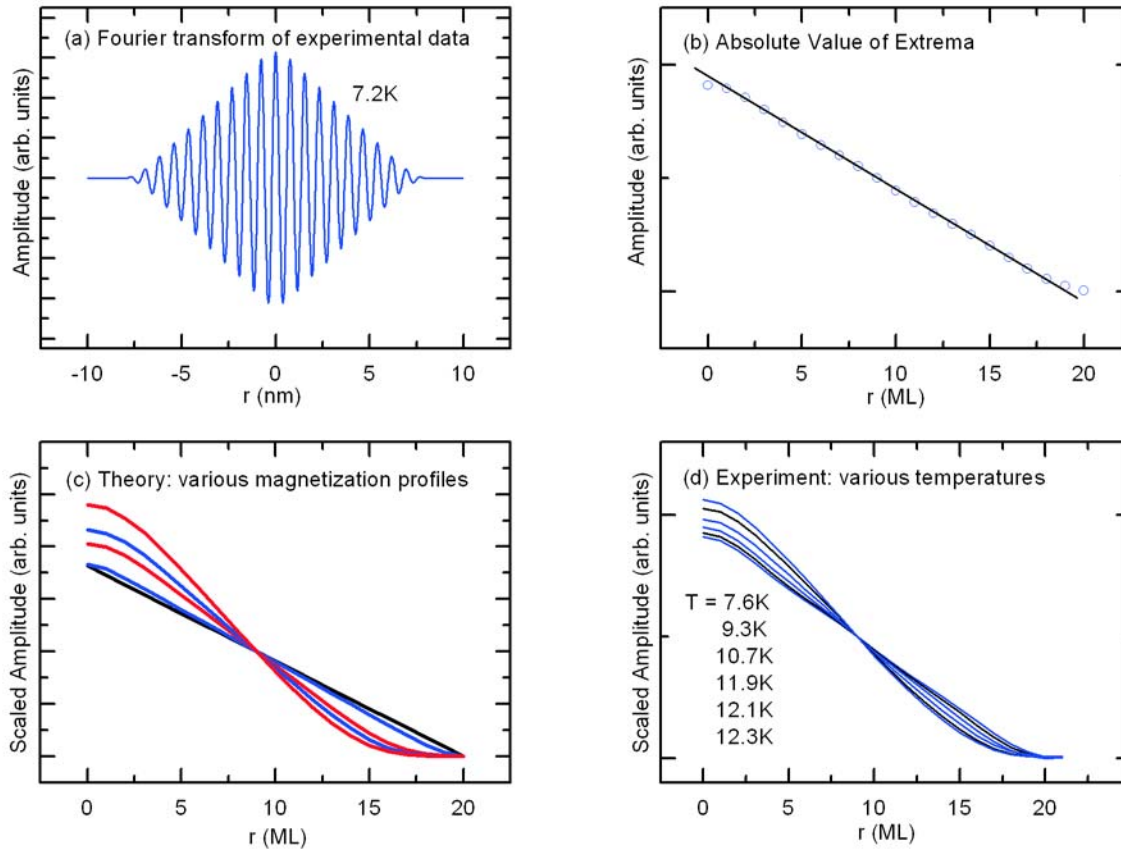 (a) Fourier transform of experimental data
7.2K
Amplitude (arb. units)
-10 -5 0 5 10
r (nm)
(b) Absolute Value of Extrema
Amplitude (arb. units)
0 5 10 15 20
r (ML)
(c) Theory: various magnetization profiles
Scaled Amplitude (arb. units)
0 5 10 15 20
r (ML)
(d) Experiment: various temperatures
Scaled Amplitude (arb. units)
T = 7.6K
9.3K
10.7K
11.9K
12.1K
12.3K
0 5 10 15 20
r (ML)